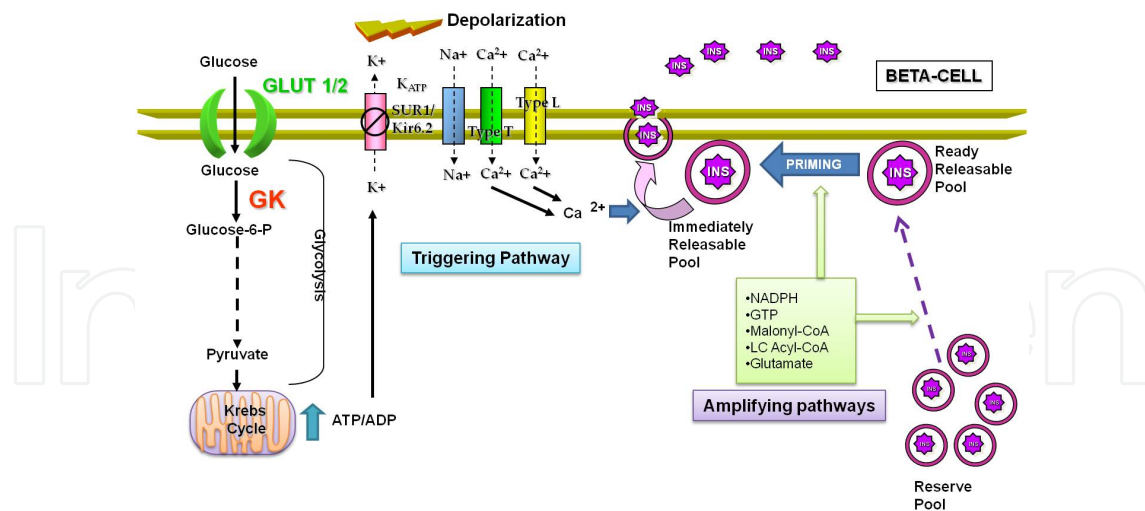 Depolarization
Glucose
GLUT 1/2
K+
K ATP
SUR1/
Kir6.2
Na+
Ca2+
Ca2+
Type T
Type L
INS
INS
INS
INS
BETA-CELL
INS
INS
INS
PRIMING
INS
Ready
Releasable
Pool
Glucose
GK
Glucose-6-P
Glycolysis
K+
Na+
Ca2+
Ca2+
Ca 2+
Immediately
Releasable
Pool
Triggering Pathway
•NADPH
•GTP
•Malonyl-CoA
•LC Acyl-CoA
•Glutamate
Amplifying pathways
Pyruvate
Krebs
Cycle
ATP/ADP
INS
INS
INS
INS
INS
Reserve
Pool